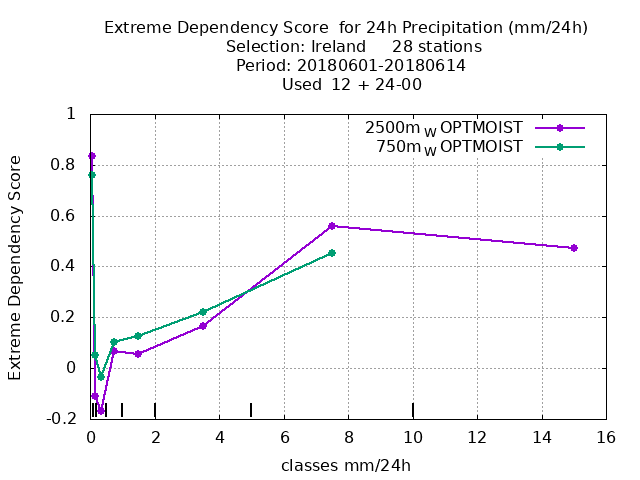 Extreme Dependency Score  for 24h Precipitation (mm/24h)
Selection: Ireland     28 stations
Period: 20180601-20180614
Used  12 + 24-00
1
0.8
0.6
0.4
0.2
0
-0.2
Extreme Dependency Score
2500m W OPTMOIST
750m W OPTMOIST
0 2 4 6 8 10 12 14 16
classes mm/24h